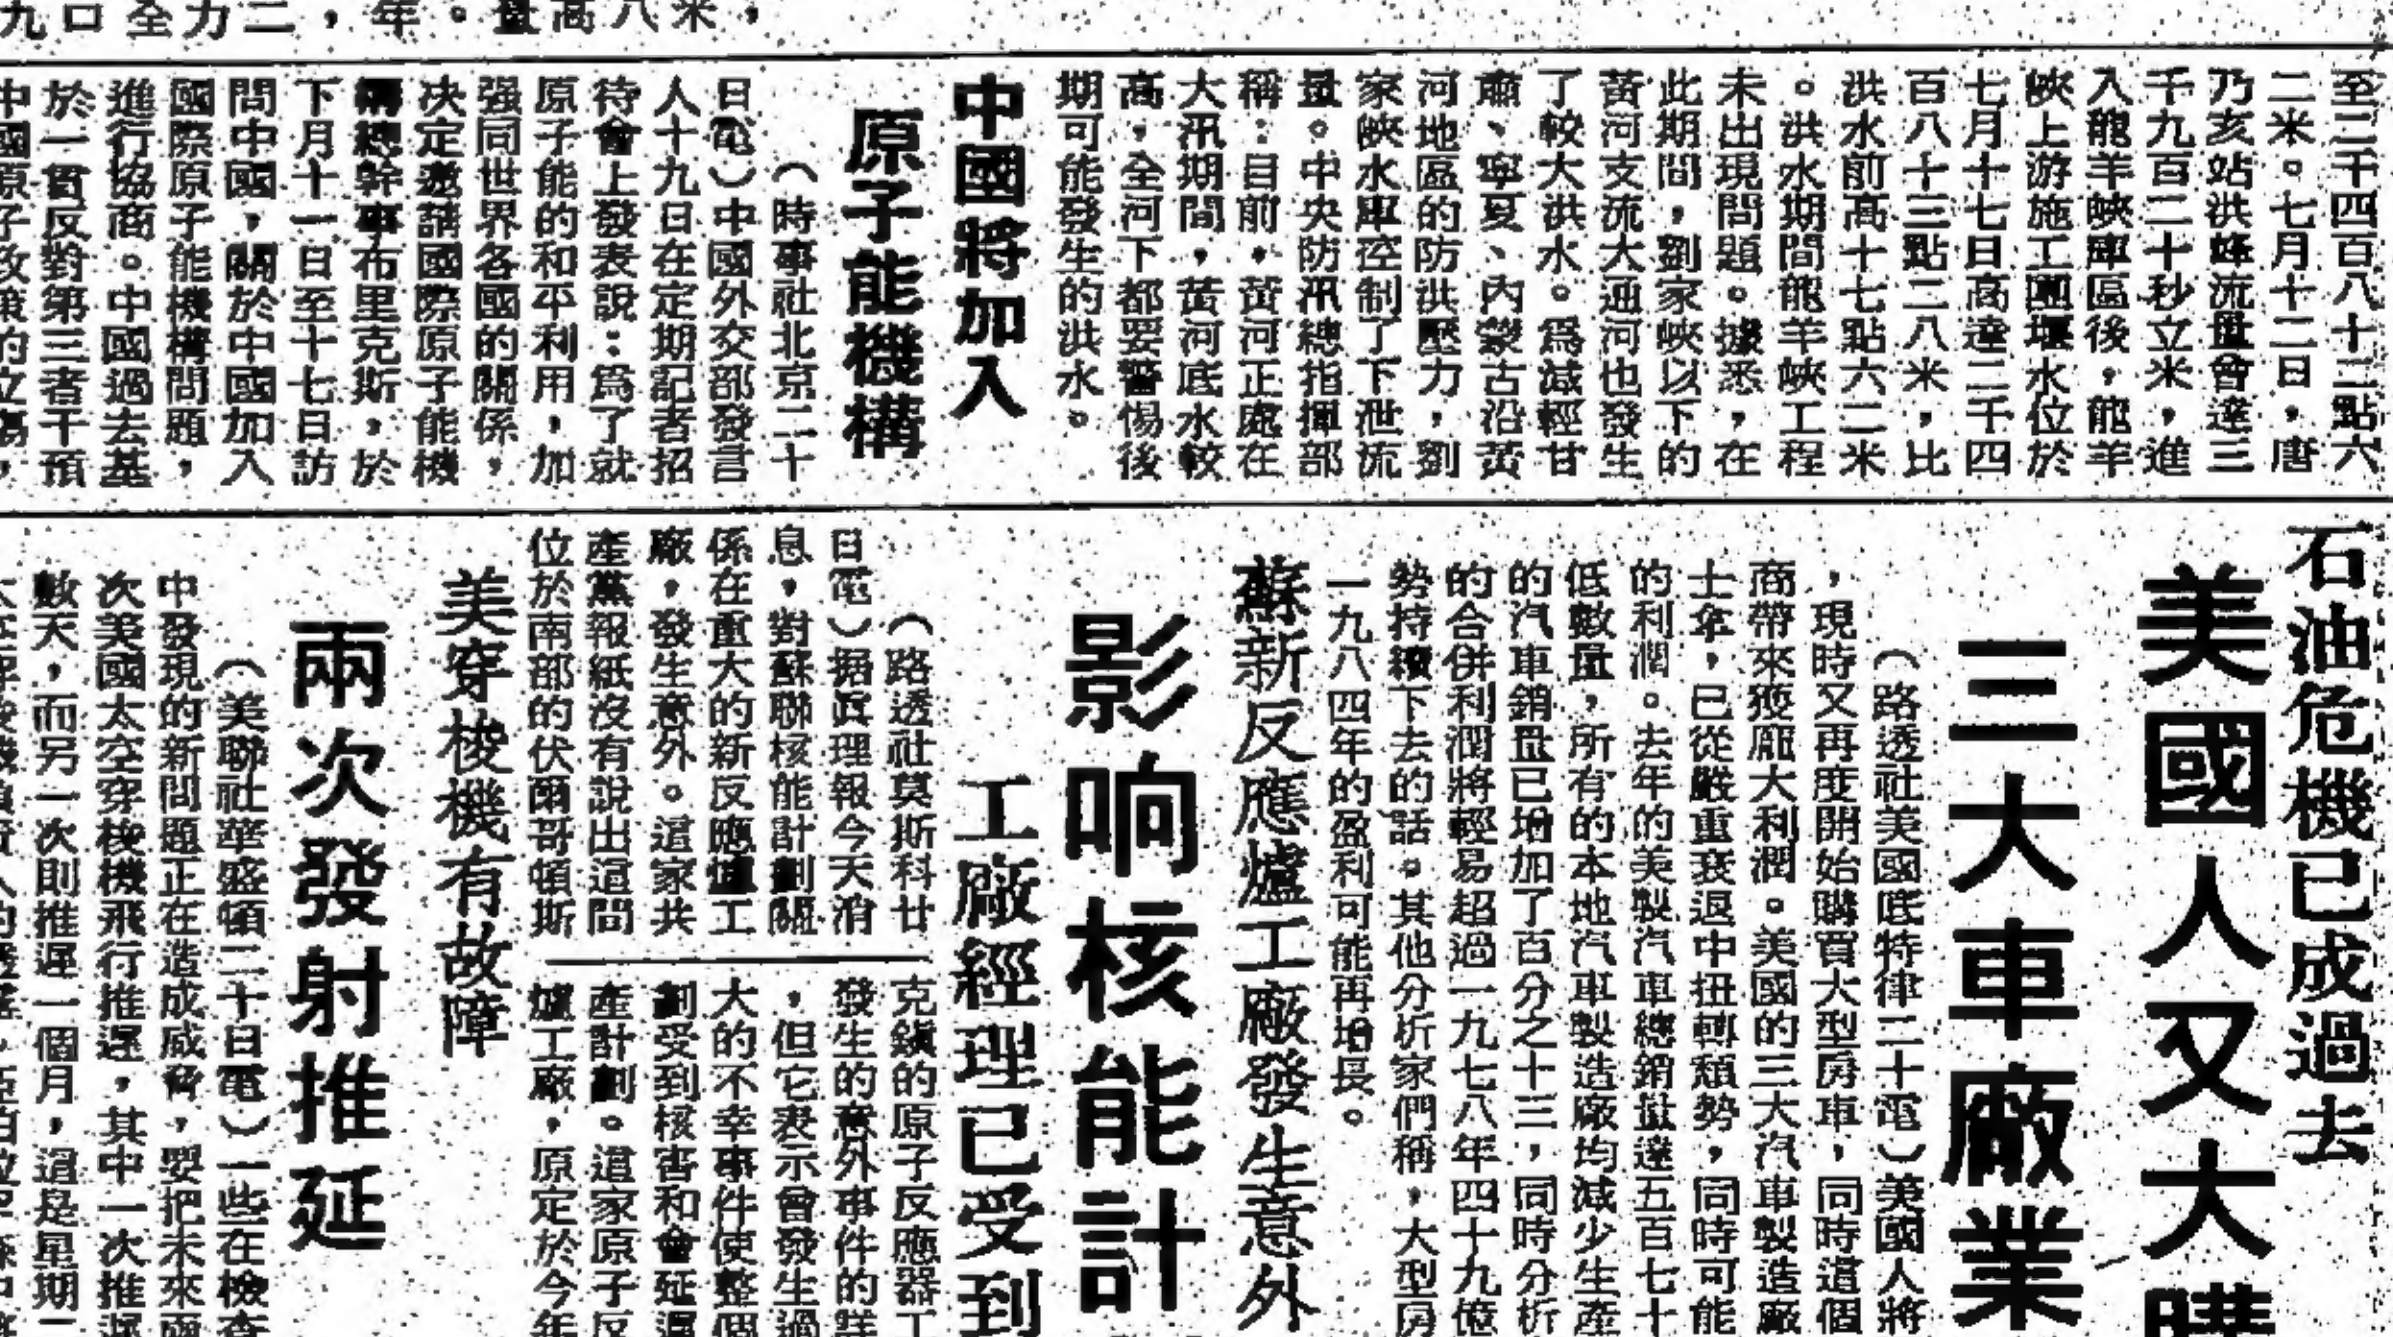 至二千四百八十二點六
二米。七月十二日，唐
乃亥站洪峰流量曾達三
千九百二十秒立米，進
入龍羊峽庫區後，龍羊
峽上游施工圍堰水位於
七月十七日高達二千四
百八十三點二八米，比
洪水前高十七點六二米
。洪水期間龍羊峽工程
未出現問題。據悉，在
此期間，劉家峽以下的
黃河支流大通河也發生
了較大洪水。爲減輕甘
肅、寧夏、內蒙古沿黃
河地區的防洪壓力，劉
家峽水庫控制了下泄流
量。中央防汛總指揮部
稱：目前，黃河正處在
大汛期間，黃河底水較
高，全河下都要警惕後
期可能發生的洪水。
中國將加入
原子能機構
（時事社北京二十
日電）中國外交部發言
人十九日在定期記者招
待會上發表說：爲了就
原子能的和平利用，加
强同世界各國的關係，
决定邀請國際原子能機
構總幹事布里克斯，於
下月十一日至十七日訪
問中國，關於中國加入
國際原子能機構問題，
進行協商。中國過去基
於一貫反對第三者干預
中國原子政策的立場，
石油危機已成過去
美國人又大購
三大車廠業
（路透社美國底特律二十電）美國人將
，現時又再度開始購買大型房車，同時這個
商帶來獲厖大利潤。美國的三大汽車製造廠
士拿，已從嚴重衰退中扭轉頹勢，同時可能
的利潤。去年的美製汽車總銷量達五百七十
低數量，所有的本地汽車製造廠均减少生產
的汽車銷量已增加了百分之十三，同時分析
的合併利潤將輕易超過一九七八年四十九億
勢持續下去的話。其他分析家們稱，大型房
一九八四年的盈利可能再增長。
蘇新反應爐工廠發生意外
影响核能計
工廠經理已受到
（路透社莫斯科廿
日電）据眞理報今天消
息，對蘇聯核能計劃關
係在重大的新反應爐工
廠，發生意外。這家共
產黨報紙沒有說出這間
位於南部的伏爾哥頓斯
克鎮的原子反應器工
發生的意外事件的詳
，但它表示曾發生過
大的不幸事件使整個
劃受到核害和會延遲
產計劃。這家原子反
爐工廠，原定於今年
美穿梭機有故障
兩次發射推延
（美聯社華盛頓二十日電）一些在檢查
中發現的新問題正在造成威脅，要把未來兩
次美國太空穿梭機飛行推遲，其中一次推遲
數天，而另一次則推遲一個月，這是星期二